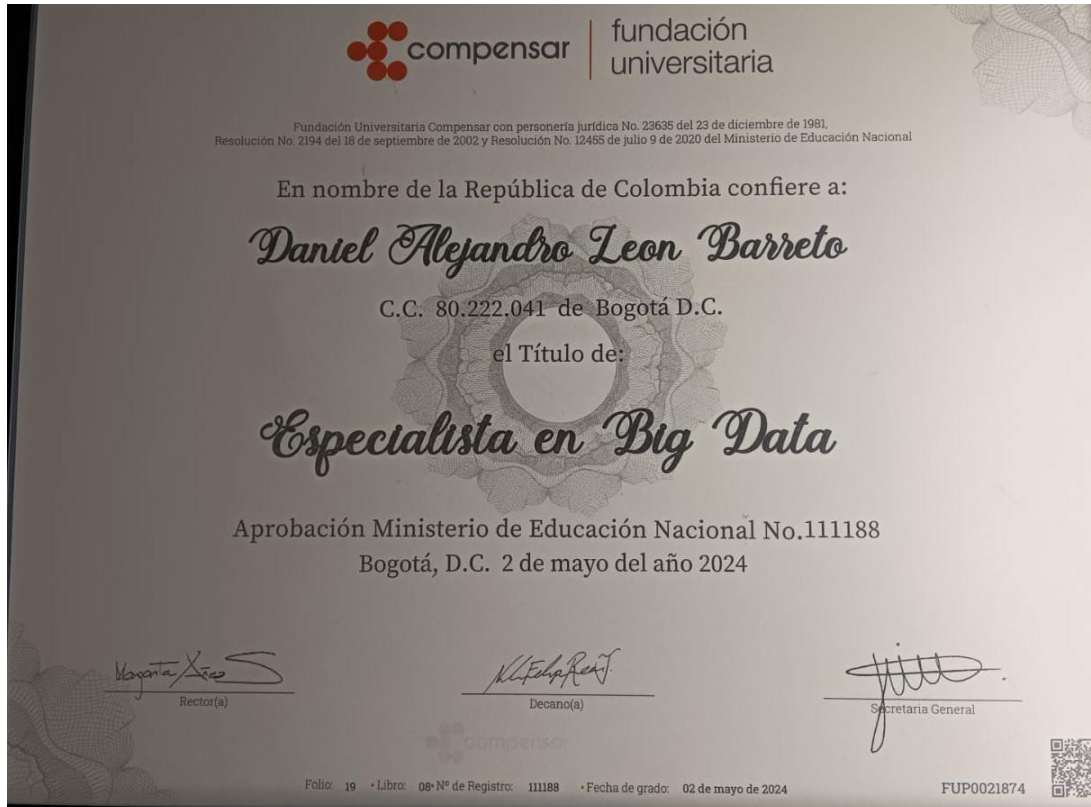 compensar
fundación
universitaria
Fundación Universitaria Compensar con personería jurídica No. 23635 del 23 de diciembre de 1981,
Resolución No. 2194 del 18 de septiembre de 2002 y Resolución No. 12455 de julio 9 de 2020 del Ministerio de Educación Nacional
En nombre de la República de Colombia confiere a:
Daniel Alejandro Leon Barreto
C.C. 80.222.041 de Bogotá D.C.
el Título de:
Especialista en Big Data
Aprobación Ministerio de Educación Nacional No.111188
Bogotá, D.C. 2 de mayo del año 2024
Margarita
Rector(a)
Decano(a)
Secretaria General
compensar
Folio: 19 • Libro: 08• Nº de Registro: 111188 • Fecha de grado: 02 de mayo de 2024
FUP0021874